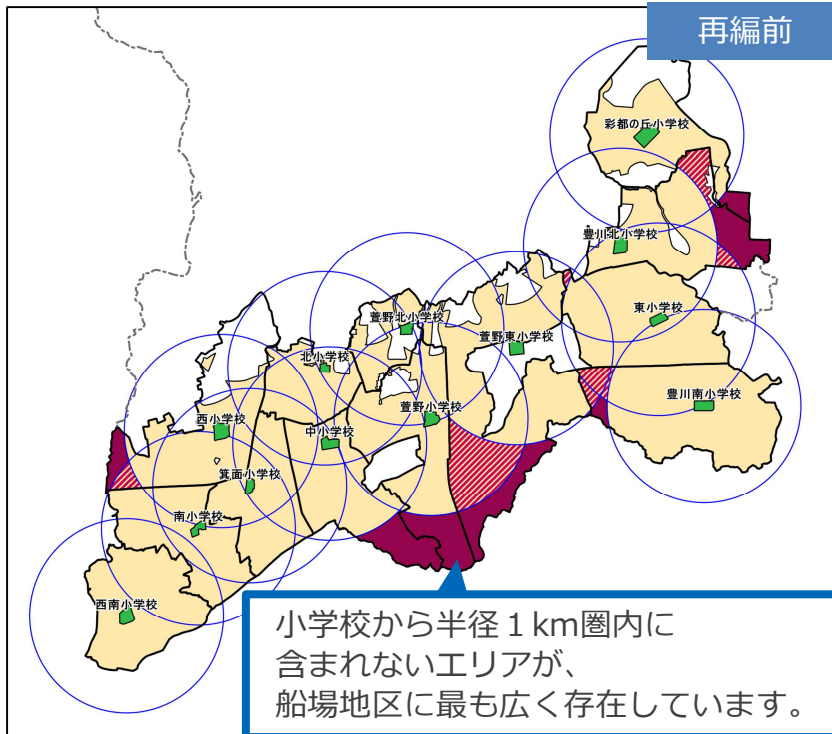 再編前
彩都の丘小学校
豊川北小学校
東小学校
萱野北小学校
萱野東小学校
北小学校
豊川南小学校
萱野小学校
西小学校
中小学校
箕面小学校
南小学校
西南小学校
小学校から半径１km圏内に
含まれないエリアが、
船場地区に最も広く存在しています。